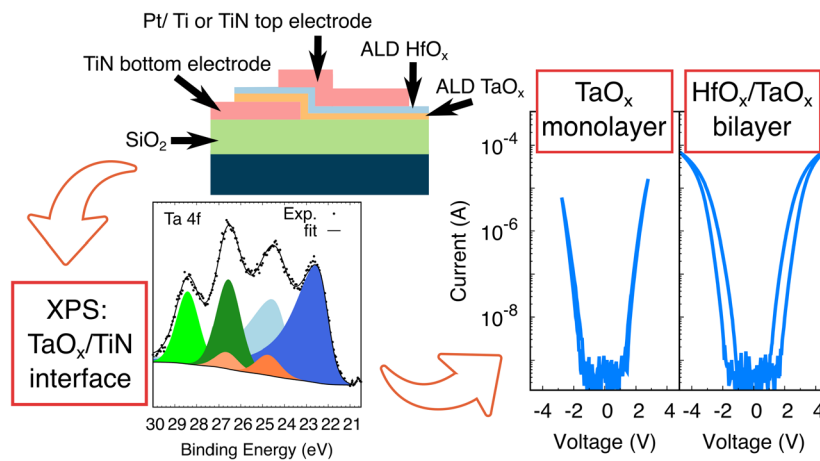 Pt/ Ti or TiN top electrode
TiN bottom electrode
ALD HfOₓ
ALD TaOₓ
SiO₂
XPS:
TaOₓ/TiN
interface
Ta 4f
Exp.
fit
30 29 28 27 26 25 24 23 22 21
Binding Energy (eV)
TaOₓ
monolayer
HfOₓ/TaOₓ
bilayer
Current (A)
10⁻⁴
10⁻⁶
10⁻⁸
-4 -2 0 2 4
-4 -2 0 2 4
Voltage (V)
Voltage (V)